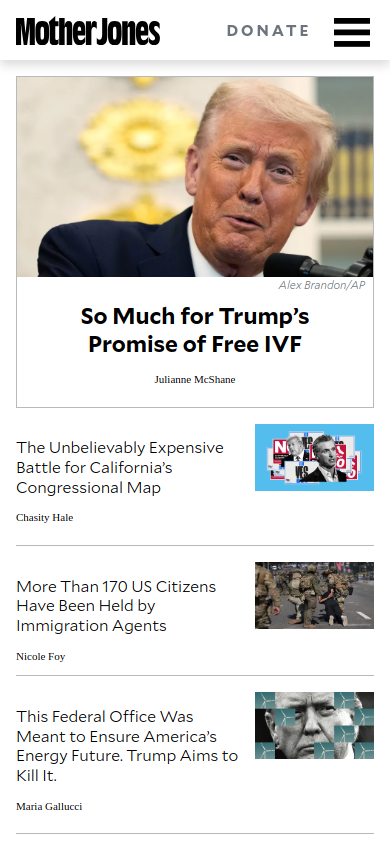 Mother Jones
DONATE
Alex Brandon/AP
So Much for Trump’s
Promise of Free IVF
Julianne McShane
The Unbelievably Expensive
Battle for California’s
Congressional Map
Chasity Hale
More Than 170 US Citizens
Have Been Held by
Immigration Agents
Nicole Foy
This Federal Office Was
Meant to Ensure America’s
Energy Future. Trump Aims to
Kill It.
Maria Gallucci